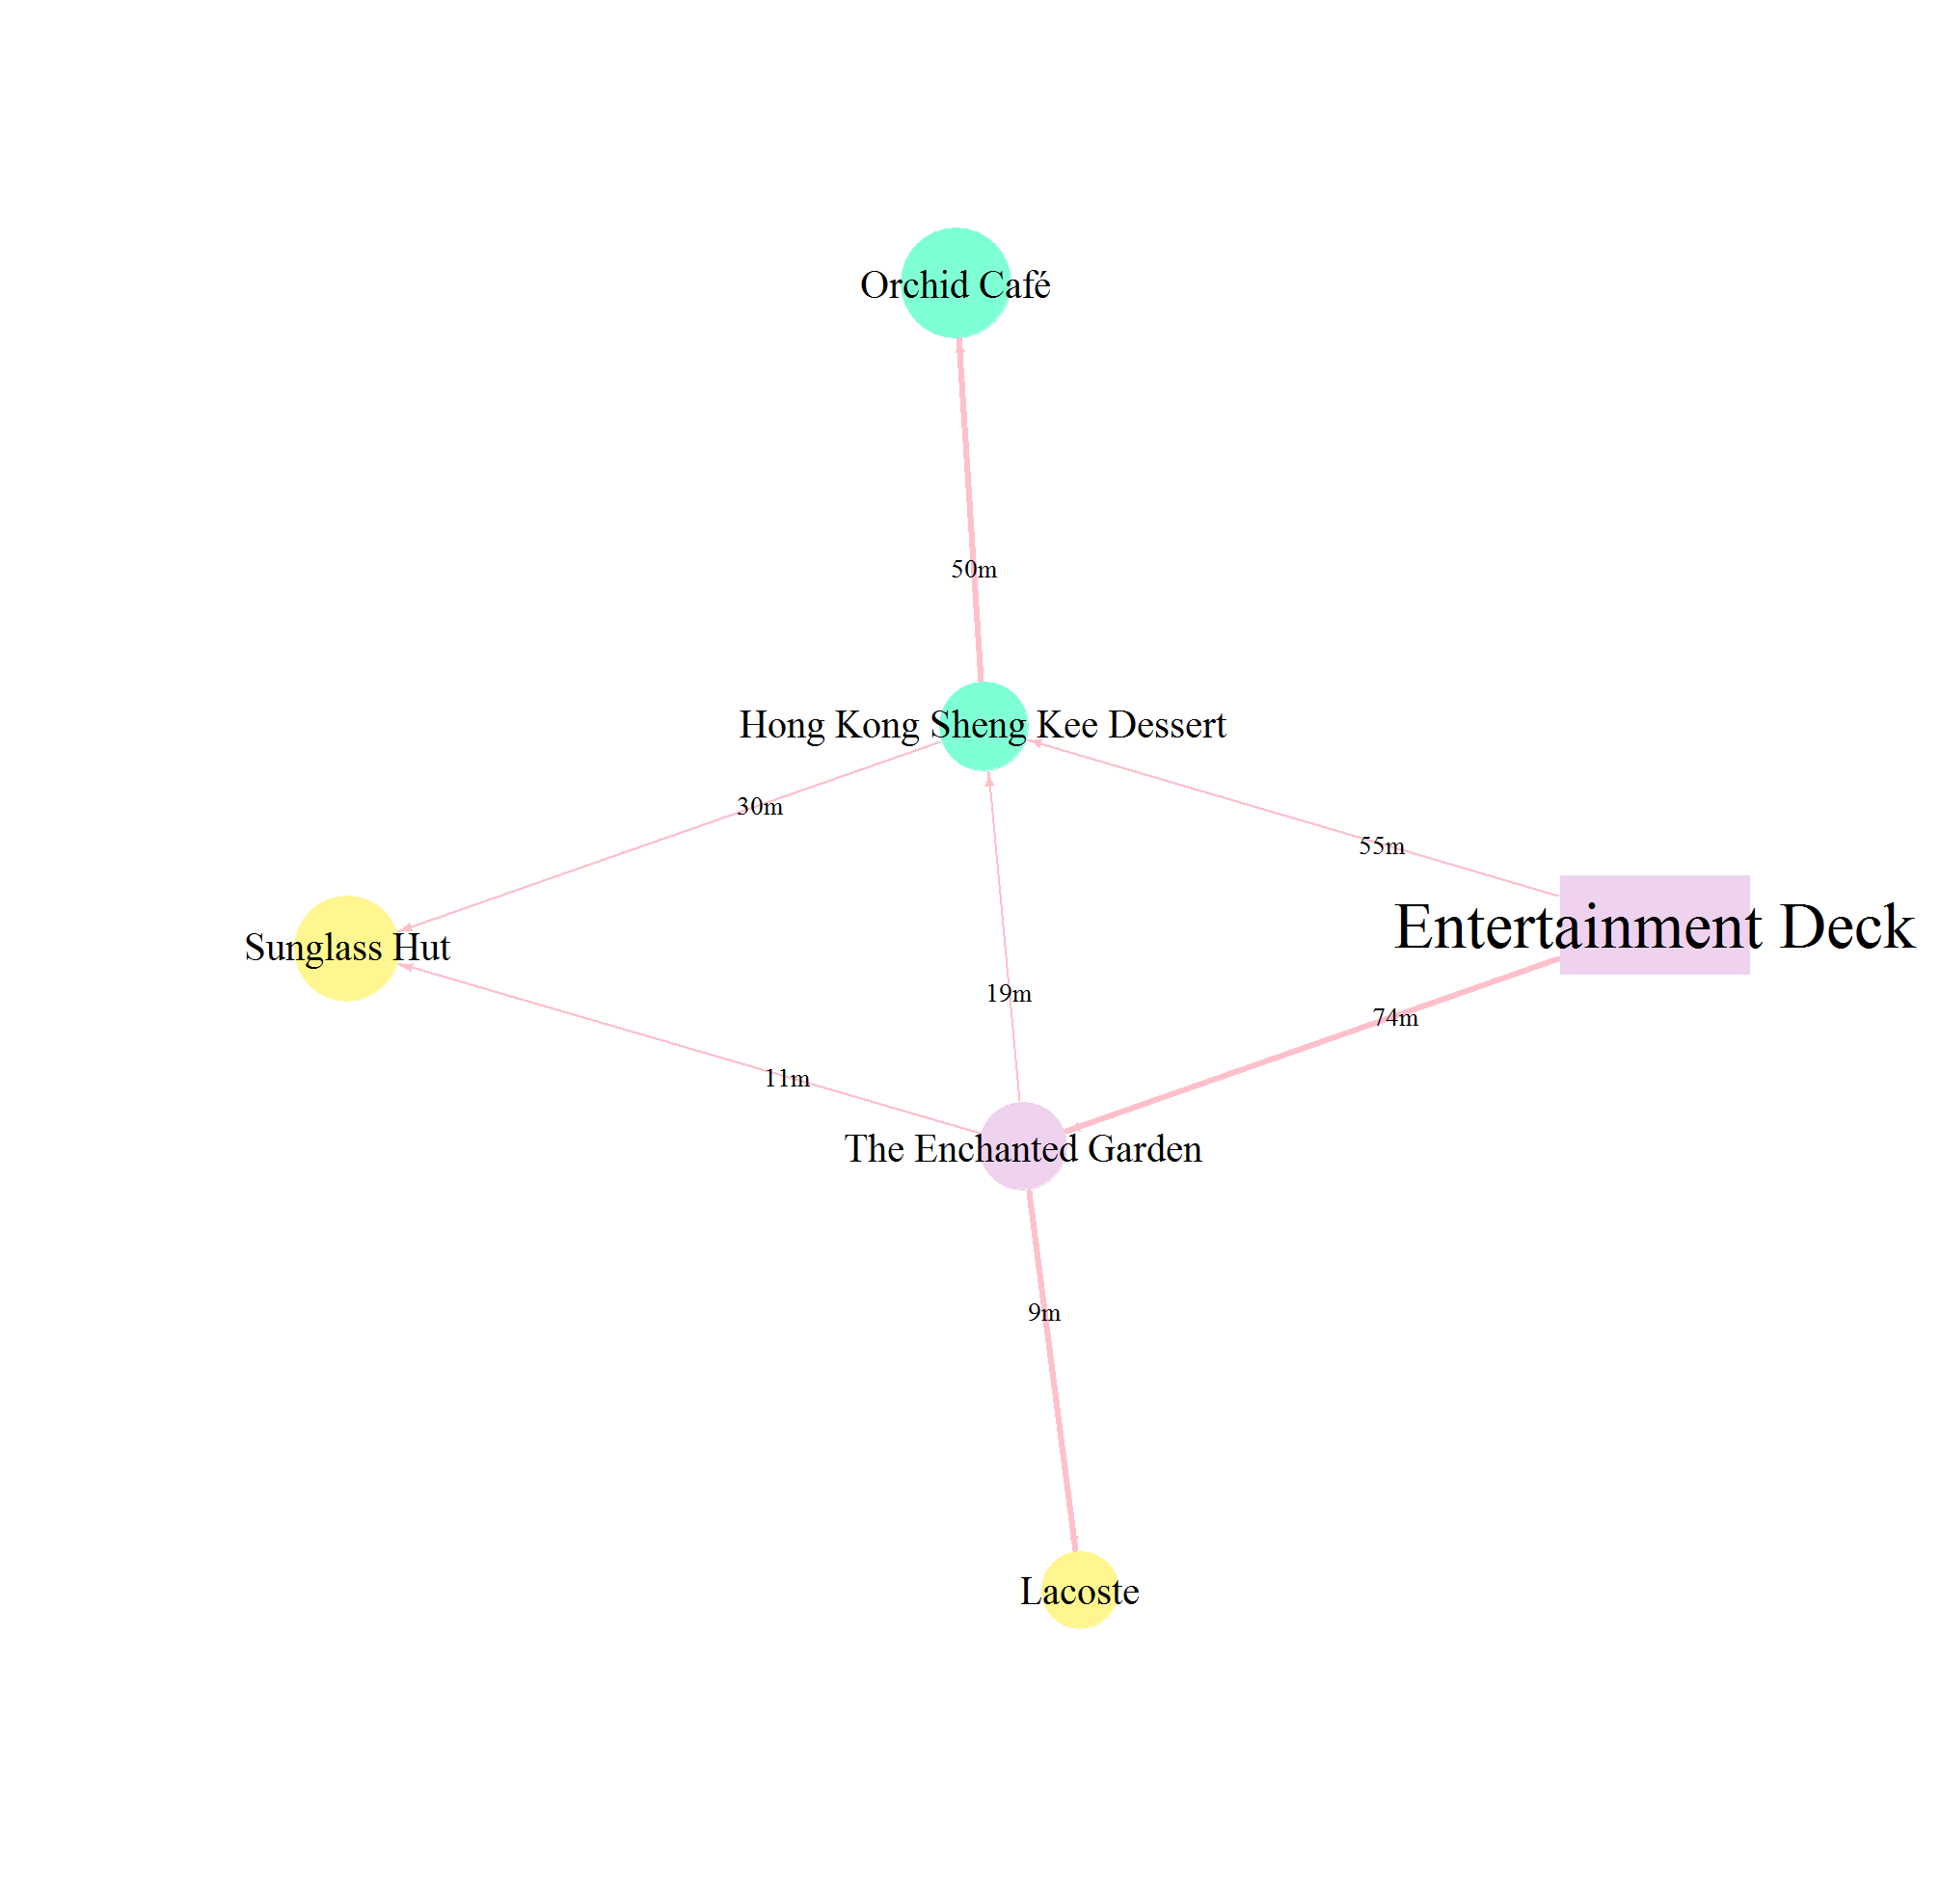 Orchid Café
50m
Hong Kong Sheng Kee Dessert
30m
55m
Entertainment Deck
Sunglass Hut
19m
74m
11m
The Enchanted Garden
9m
Lacoste